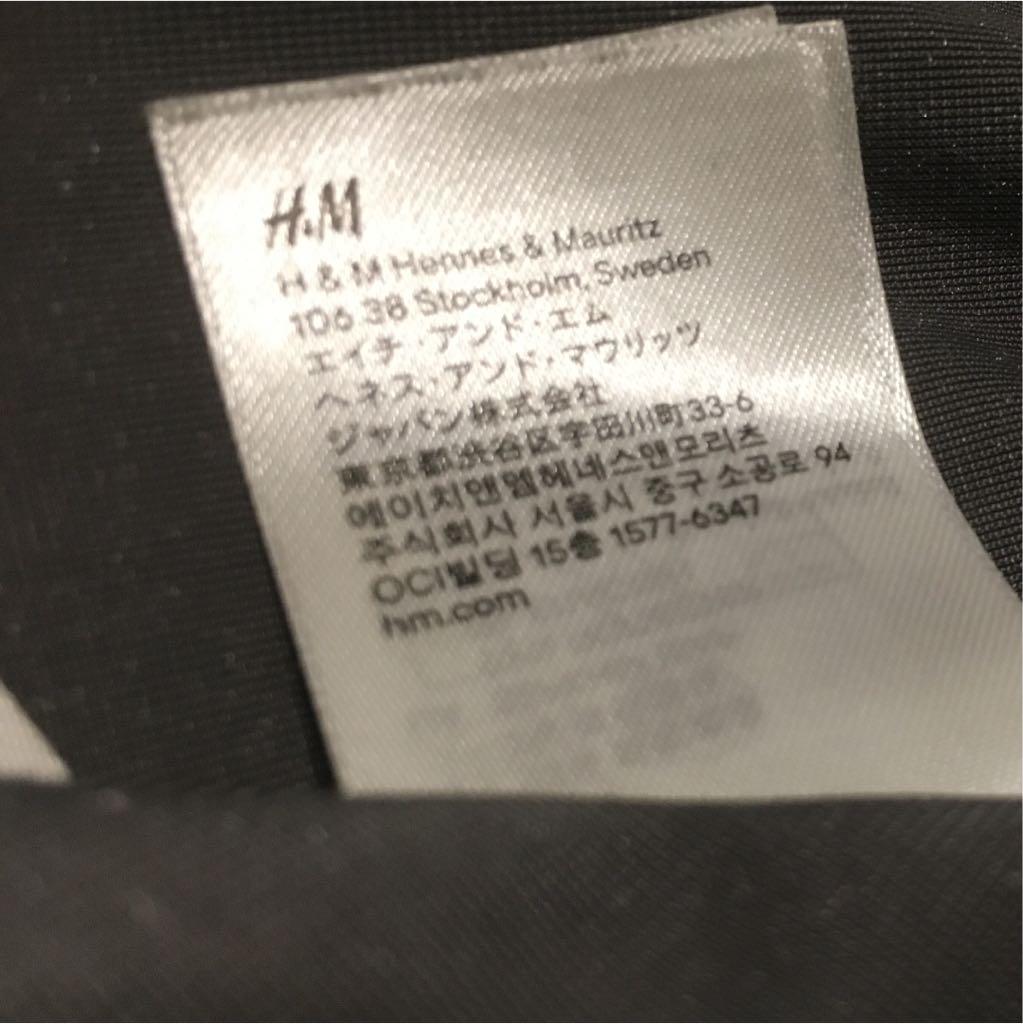 H&M
H & M Hennes & Mauritz
106 38 Stockholm, Sweden
エイチ・アンド・エム
ヘネス・アンド・マウリッツ
ジャパン株式会社
東京都渋谷区宇田川町33-6
에이치앤엠헤네스앤모리츠
주식회사 서울시 중구 소공로 94
OCI빌딩 15층 1577-6347
hm.com